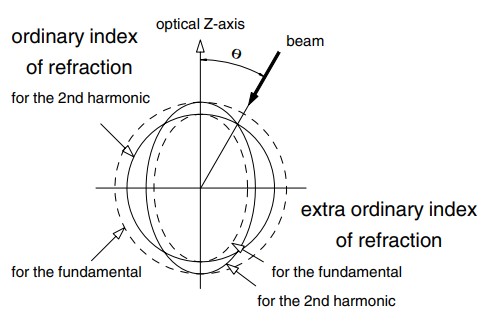 optical Z-axis
ordinary index
of refraction
for the 2nd harmonic
Θ
beam
extra ordinary index
of refraction
for the fundamental
for the fundamental
for the 2nd harmonic